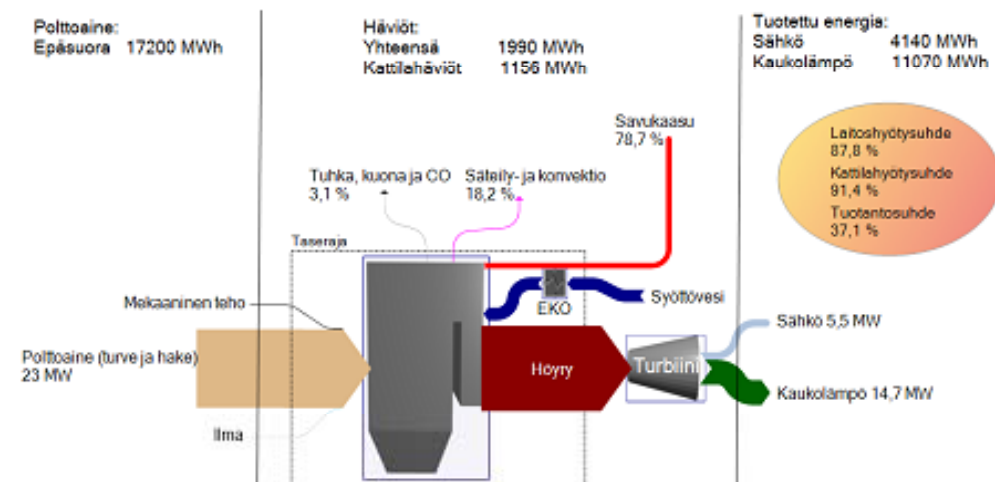 Polttoaine:
Epäsuora 17200 MWh
Häviöt:
Yhteensä 1990 MWh
Kattilahäviöt 1156 MWh
Tuotettu energia:
Sähkö 4140 MWh
Kaukolämpö 11070 MWh
Laitoshyötysuhde
87,8 %
Kattilahyötysuhde
91,4 %
Tuotantosuhde
37,1 %
Savukaasu
78,7 %
Tuhka, kuona ja CO
3,1 %
Säteily- ja konvektio
18,2 %
Taseraja
Mekaaninen teho
EKO
Syöttövesi
Polttoaine (turve ja hake)
23 MW
Höyry
Turbiini
Sähkö 5,5 MW
Kaukolämpö 14,7 MW
Ilma